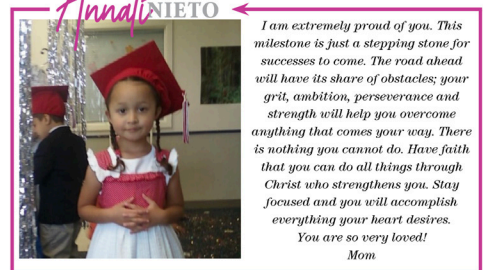 Annali NIETO
I am extremely proud of you. This
milestone is just a stepping stone for
successes to come. The road ahead
will have its share of obstacles; your
grit, ambition, perseverance and
strength will help you overcome
anything that comes your way. There
is nothing you cannot do. Have faith
that you can do all things through
Christ who strengthens you. Stay
focused and you will accomplish
everything your heart desires.
You are so very loved!
Mom